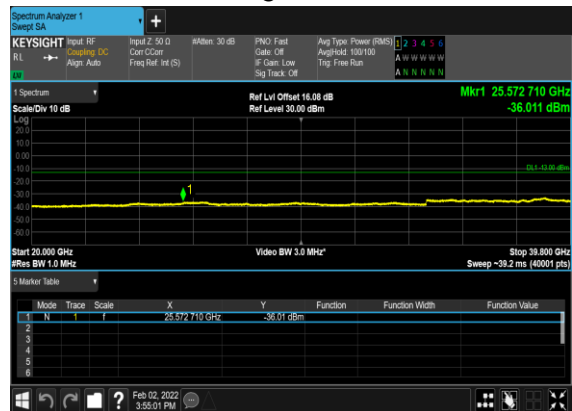 Spectrum Analyzer 1
Swept SA
+
KEYSIGHT Input: RF Input Z: 50 Ω #Atten: 30 dB PNO: Fast Avg Type: Power (RMS) 1 2 3 4 5 6
RL Coupling: DC Corr CCorr Gate: Off Avg|Hold: 100/100 A W W W W W
Align: Auto Freq Ref: Int (S) IF Gain: Low Trig: Free Run
Sig Track: Off A N N N N N
1 Spectrum Ref Lvl Offset 16.08 dB Mkr1 25.572 710 GHz
Scale/Div 10 dB Ref Level 30.00 dBm -36.011 dBm
Log
20.0
10.0
0.00
-10.0
DL1 -13.00 dBm
-20.0
-30.0
1
-40.0
-50.0
-60.0
Start 20.000 GHz Video BW 3.0 MHz* Stop 39.800 GHz
#Res BW 1.0 MHz Sweep ~39.2 ms (40001 pts)
5 Marker Table
Mode Trace Scale X Y Function Function Width Function Value
1 N 1 f 25.572 710 GHz -36.01 dBm
2
3
4
5
6
? Feb 02, 2022
3:55:01 PM